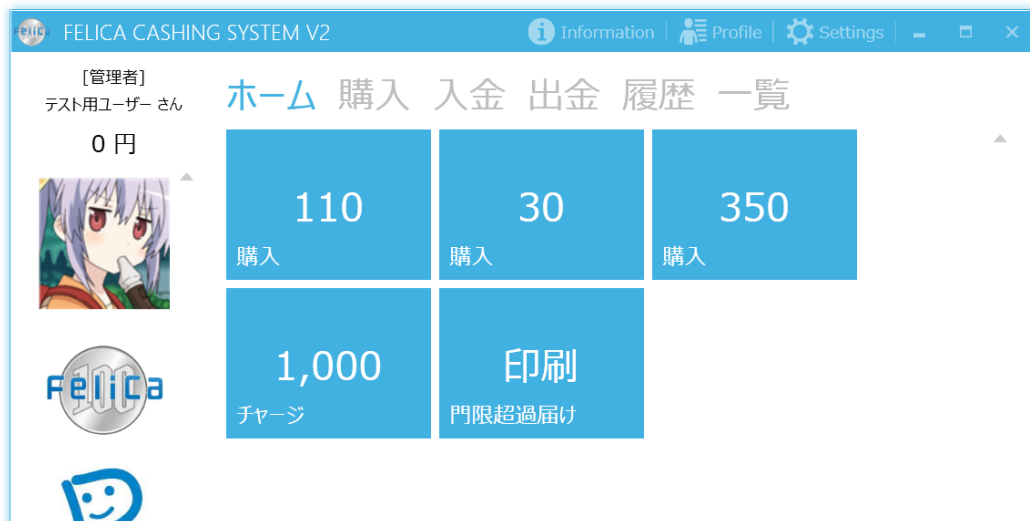 FeliCa
FELICA CASHING SYSTEM V2
Information
Profile
Settings
[管理者]
テスト用ユーザー さん
0 円
ホーム 購入 入金 出金 履歴 一覧
110
購入
30
購入
350
購入
1,000
チャージ
印刷
門限超過届け
FeliCa
100